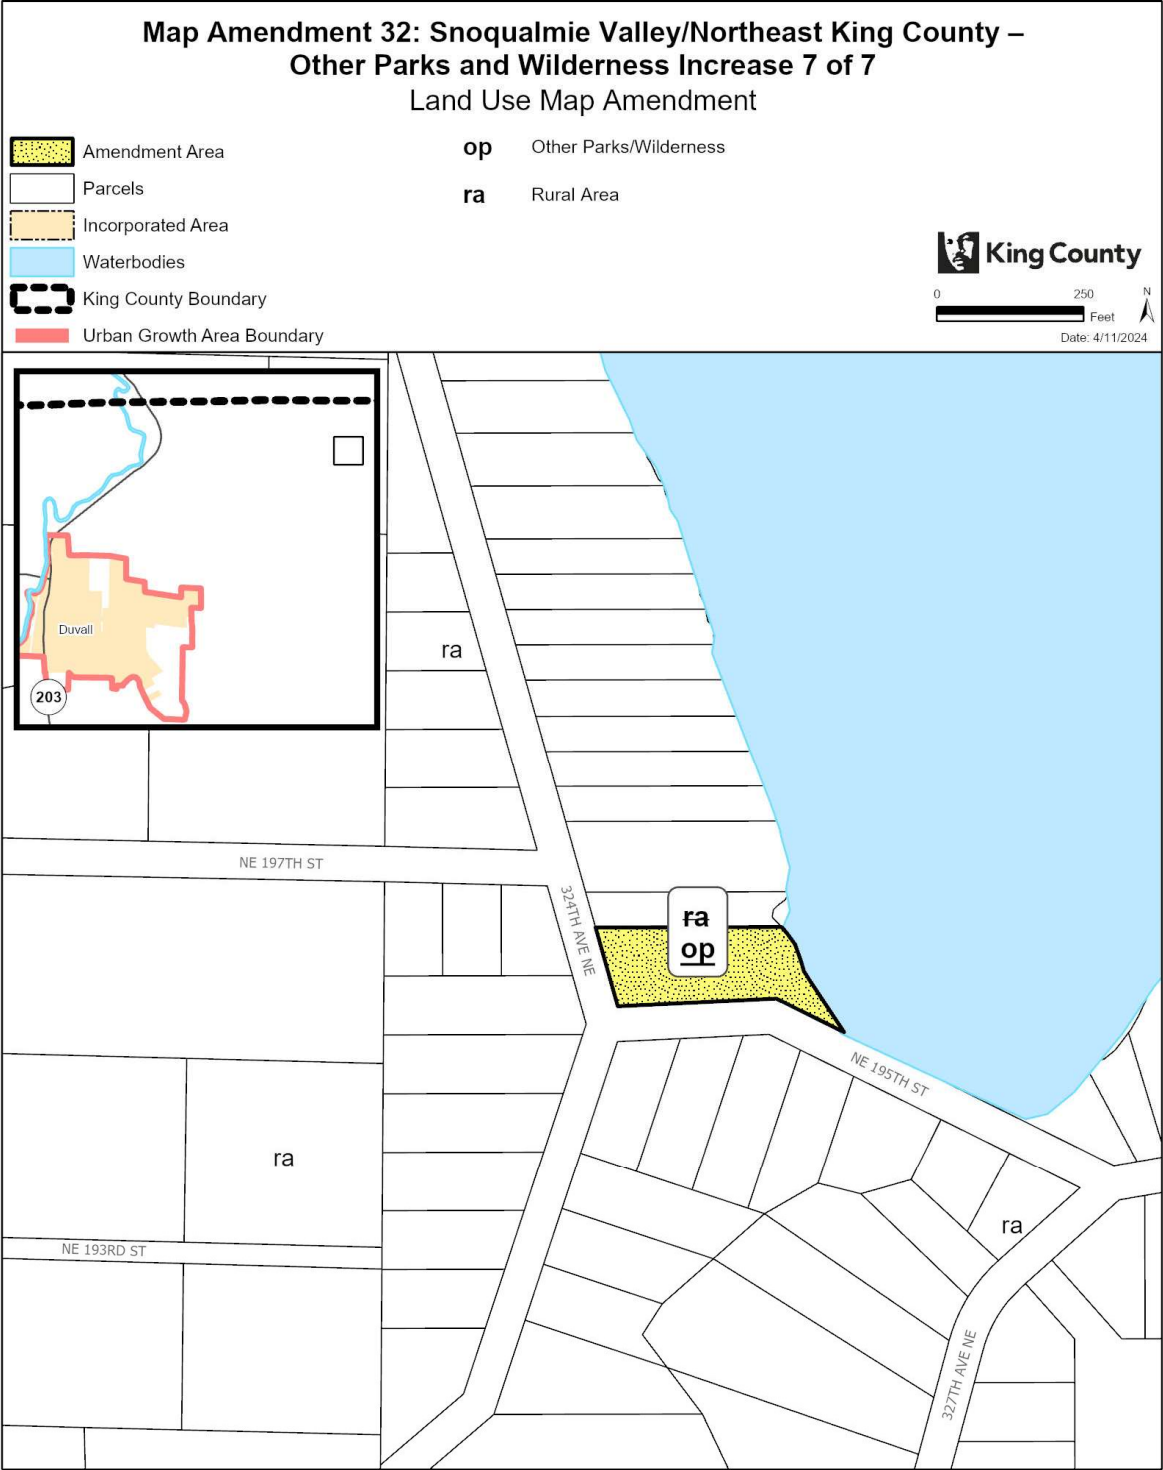 Map Amendment 32: Snoqualmie Valley/Northeast King County –
Other Parks and Wilderness Increase 7 of 7
Land Use Map Amendment
Amendment Area
Parcels
Incorporated Area
Waterbodies
King County Boundary
Urban Growth Area Boundary
op Other Parks/Wilderness
ra Rural Area
King County
0 250
Feet
N
Date: 4/11/2024
Duvall
203
ra
NE 197TH ST
324TH AVE NE
ra
op
NE 195TH ST
ra
ra
NE 193RD ST
327TH AVE NE